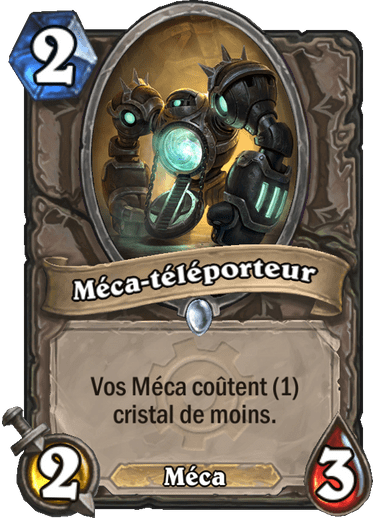 2
Méca-téléporteur
Vos Méca coûtent (1)
cristal de moins.
2
Méca
3